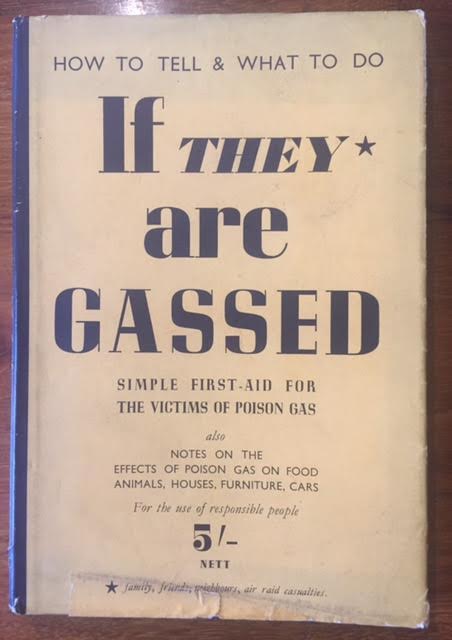 HOW TO TELL & WHAT TO DO
If THEY★
are
GASSED
SIMPLE FIRST-AID FOR
THE VICTIMS OF POISON GAS
also
NOTES ON THE
EFFECTS OF POISON GAS ON FOOD
ANIMALS, HOUSES, FURNITURE, CARS
For the use of responsible people
5/-
NETT
★ family, friends, neighbours, air raid casualties.